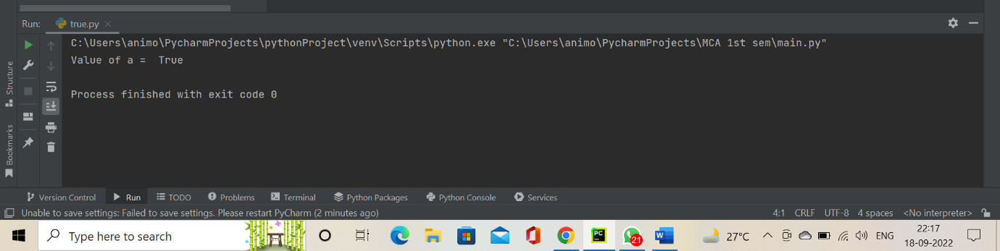 Run: true.py
C:\Users\animo\PycharmProjects\pythonProject\venv\Scripts\python.exe "C:\Users\animo\PycharmProjects\MCA 1st sem\main.py"
Value of a =  True
Process finished with exit code 0
Structure
Bookmarks
Version Control Run TODO Problems Terminal Python Packages Python Console Services
Unable to save settings: Failed to save settings. Please restart PyCharm (2 minutes ago) 4:1 CRLF UTF-8 4 spaces <No interpreter>
Type here to search PC 21 W 27°C ENG 22:17
18-09-2022